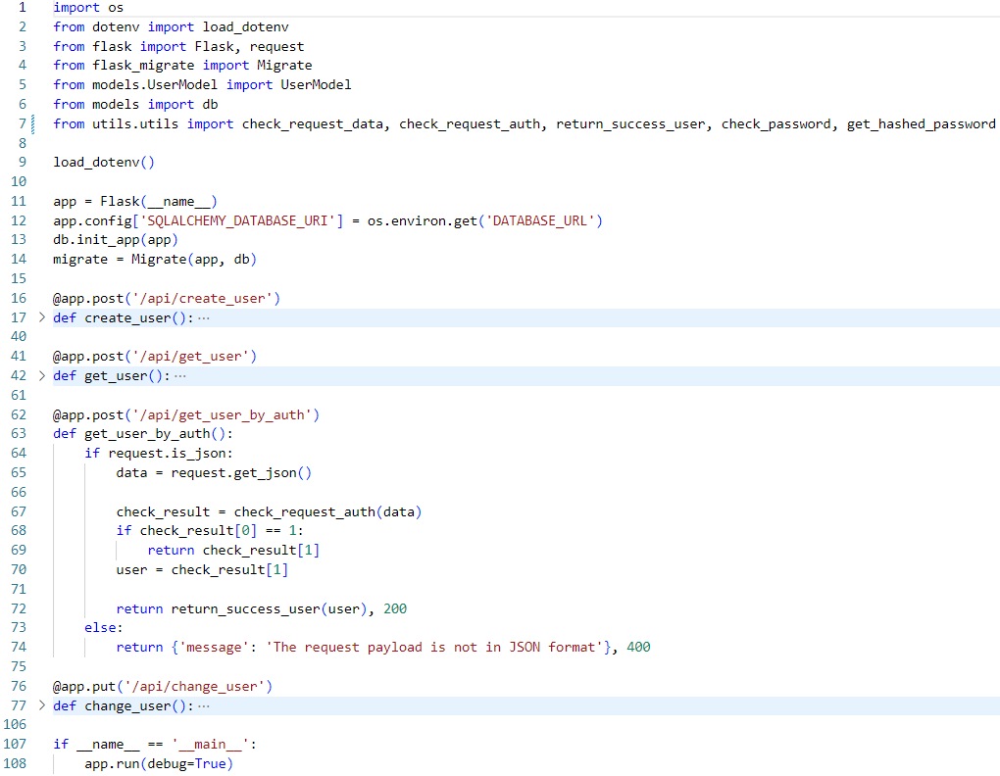 1 import os
2 from dotenv import load_dotenv
3 from flask import Flask, request
4 from flask_migrate import Migrate
5 from models.UserModel import UserModel
6 from models import db
7 from utils.utils import check_request_data, check_request_auth, return_success_user, check_password, get_hashed_password
8
9 load_dotenv()
10
11 app = Flask(__name__)
12 app.config['SQLALCHEMY_DATABASE_URI'] = os.environ.get('DATABASE_URL')
13 db.init_app(app)
14 migrate = Migrate(app, db)
15
16 @app.post('/api/create_user')
17 > def create_user(): ···
40
41 @app.post('/api/get_user')
42 > def get_user(): ···
61
62 @app.post('/api/get_user_by_auth')
63 def get_user_by_auth():
64     if request.is_json:
65         data = request.get_json()
66
67         check_result = check_request_auth(data)
68         if check_result[0] == 1:
69             return check_result[1]
70         user = check_result[1]
71
72         return return_success_user(user), 200
73     else:
74         return {'message': 'The request payload is not in JSON format'}, 400
75
76 @app.put('/api/change_user')
77 > def change_user(): ···
106
107 if __name__ == '__main__':
108     app.run(debug=True)